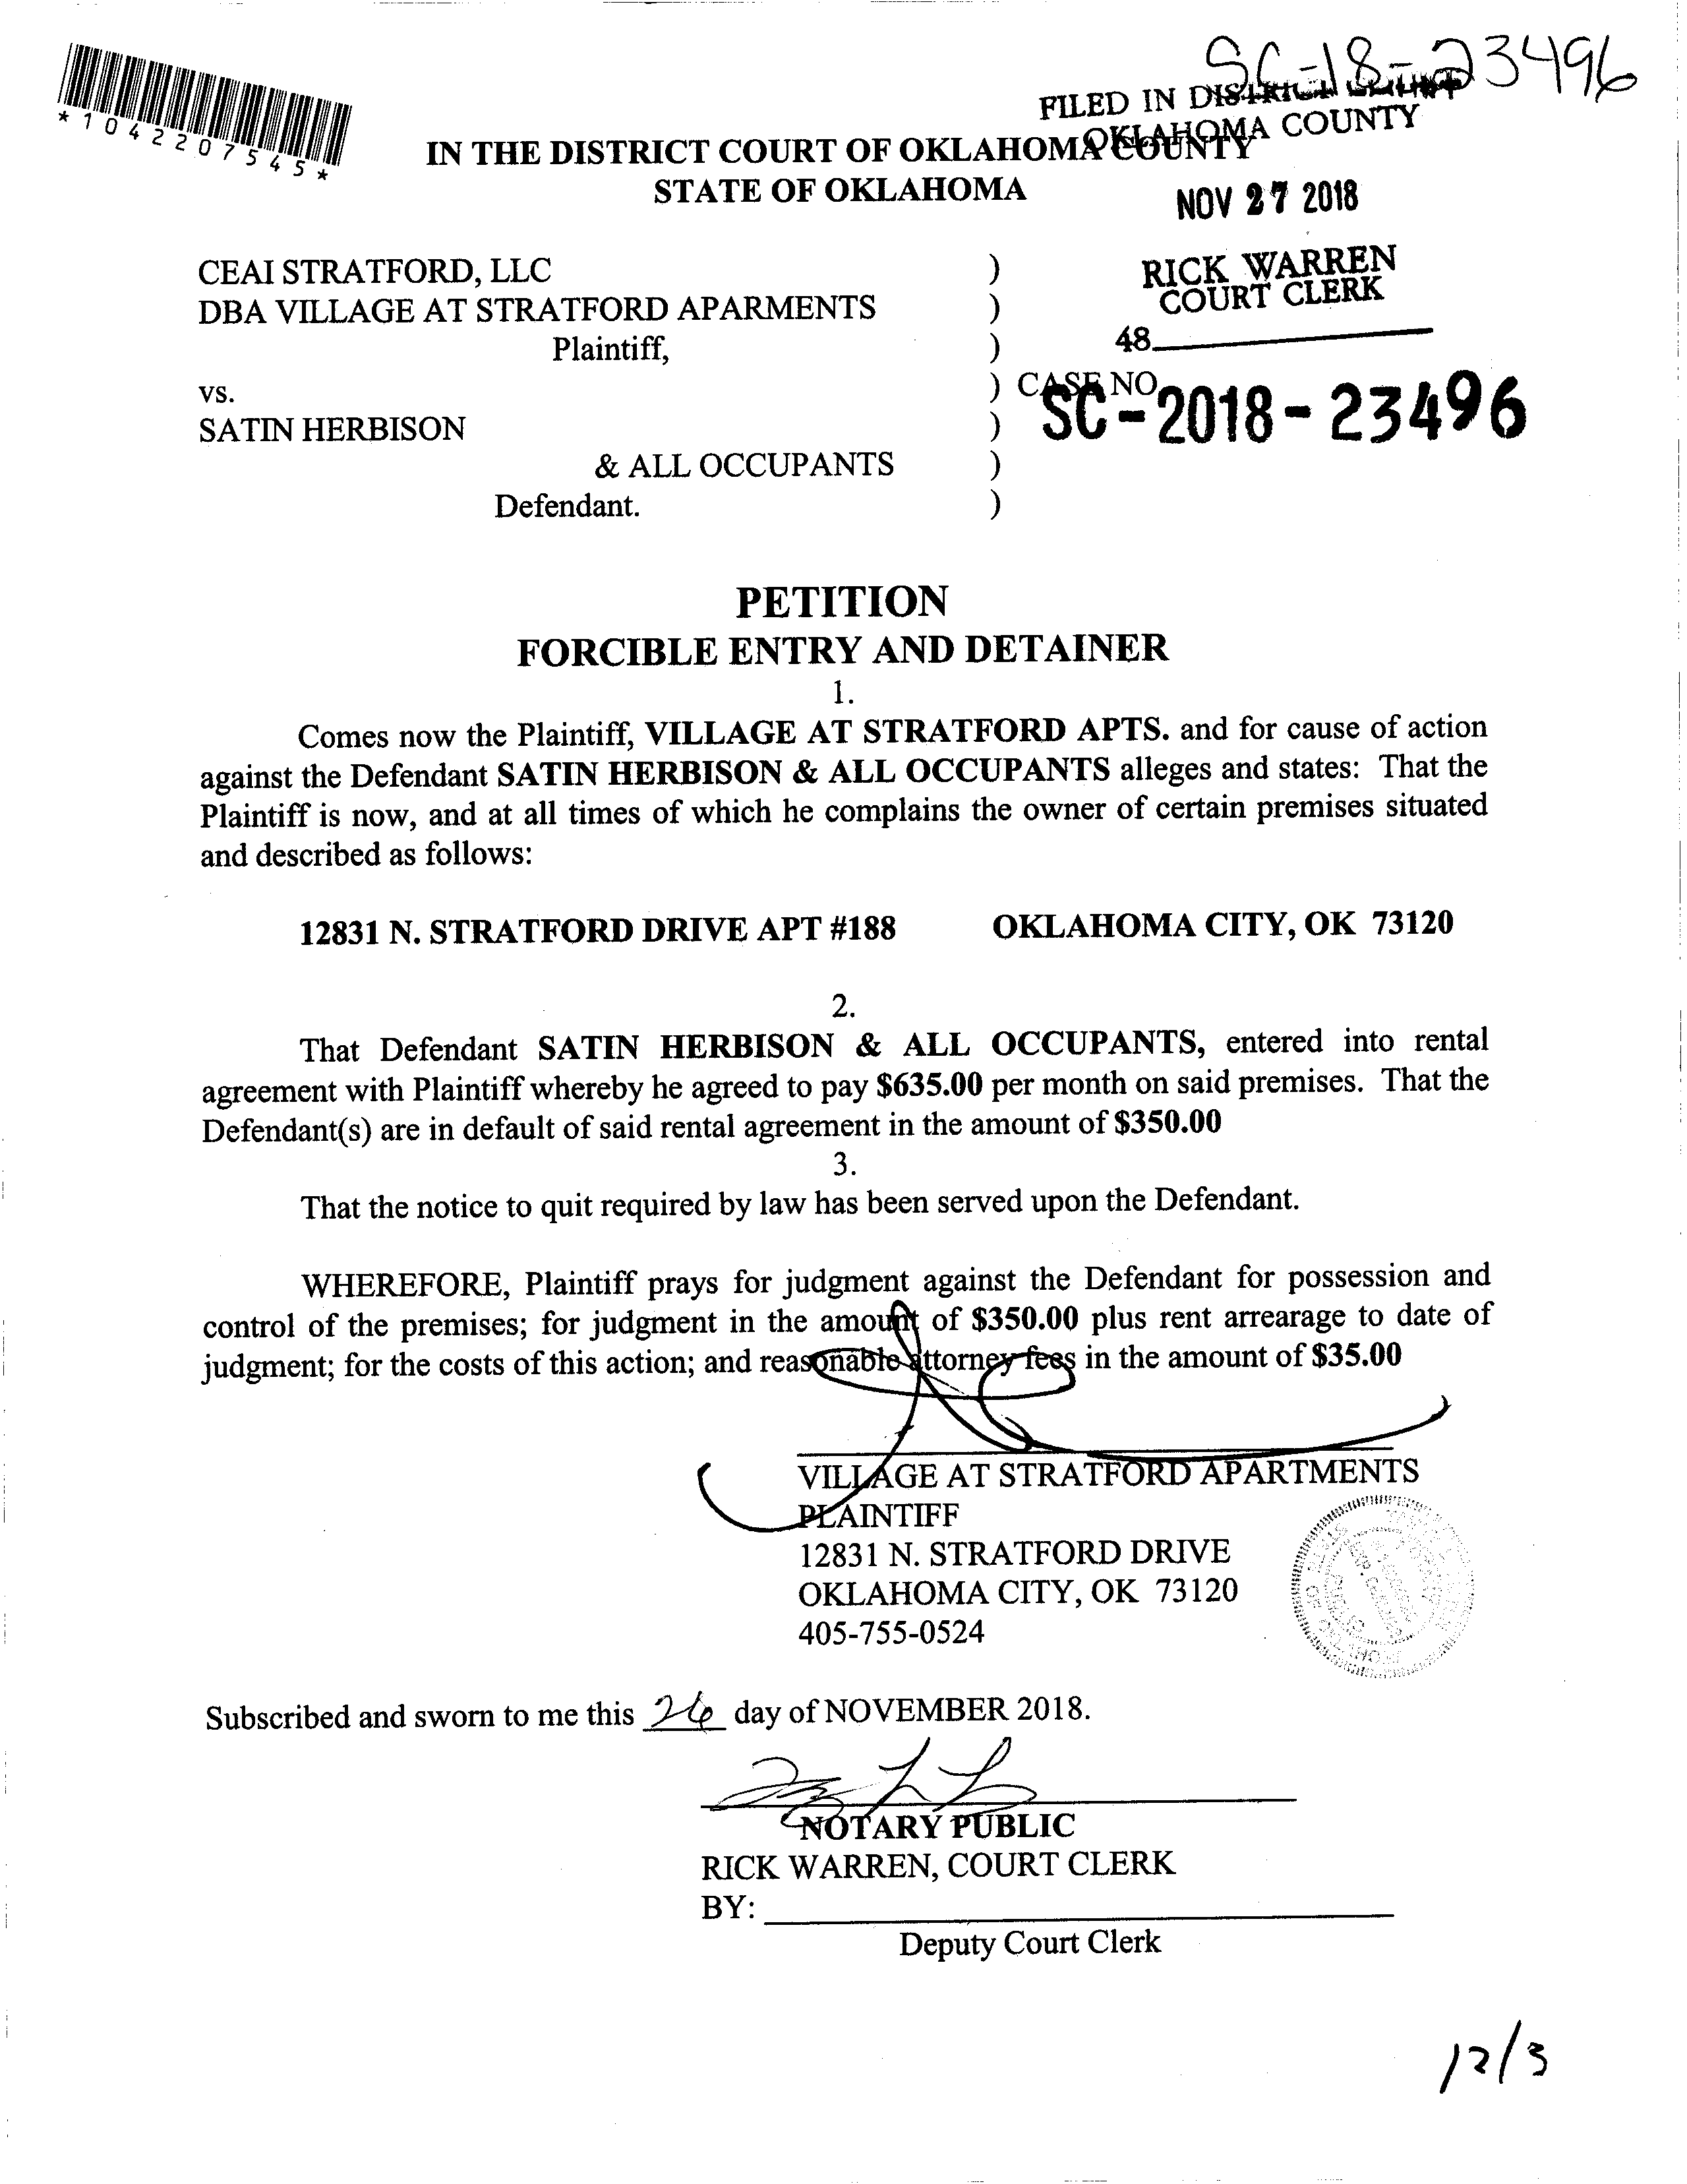 SC-18-23496
*1042207545*
FILED IN DISTRICT COURT
OKLAHOMA COUNTY
IN THE DISTRICT COURT OF OKLAHOMA COUNTY
STATE OF OKLAHOMA
NOV 27 2018
RICK WARREN
COURT CLERK
48
CEAI STRATFORD, LLC )
DBA VILLAGE AT STRATFORD APARMENTS )
Plaintiff, )
vs. ) CASE NO
SC-2018-23496
SATIN HERBISON )
& ALL OCCUPANTS )
Defendant. )
PETITION
FORCIBLE ENTRY AND DETAINER
1.
Comes now the Plaintiff, VILLAGE AT STRATFORD APTS. and for cause of action
against the Defendant SATIN HERBISON & ALL OCCUPANTS alleges and states: That the
Plaintiff is now, and at all times of which he complains the owner of certain premises situated
and described as follows:
12831 N. STRATFORD DRIVE APT #188 OKLAHOMA CITY, OK 73120
2.
That Defendant SATIN HERBISON & ALL OCCUPANTS, entered into rental
agreement with Plaintiff whereby he agreed to pay $635.00 per month on said premises. That the
Defendant(s) are in default of said rental agreement in the amount of $350.00
3.
That the notice to quit required by law has been served upon the Defendant.
WHEREFORE, Plaintiff prays for judgment against the Defendant for possession and
control of the premises; for judgment in the amount of $350.00 plus rent arrearage to date of
judgment; for the costs of this action; and reasonable attorney fees in the amount of $35.00
VILLAGE AT STRATFORD APARTMENTS
PLAINTIFF
12831 N. STRATFORD DRIVE
OKLAHOMA CITY, OK 73120
405-755-0524
Subscribed and sworn to me this 26 day of NOVEMBER 2018.
NOTARY PUBLIC
RICK WARREN, COURT CLERK
BY:
Deputy Court Clerk
12/3